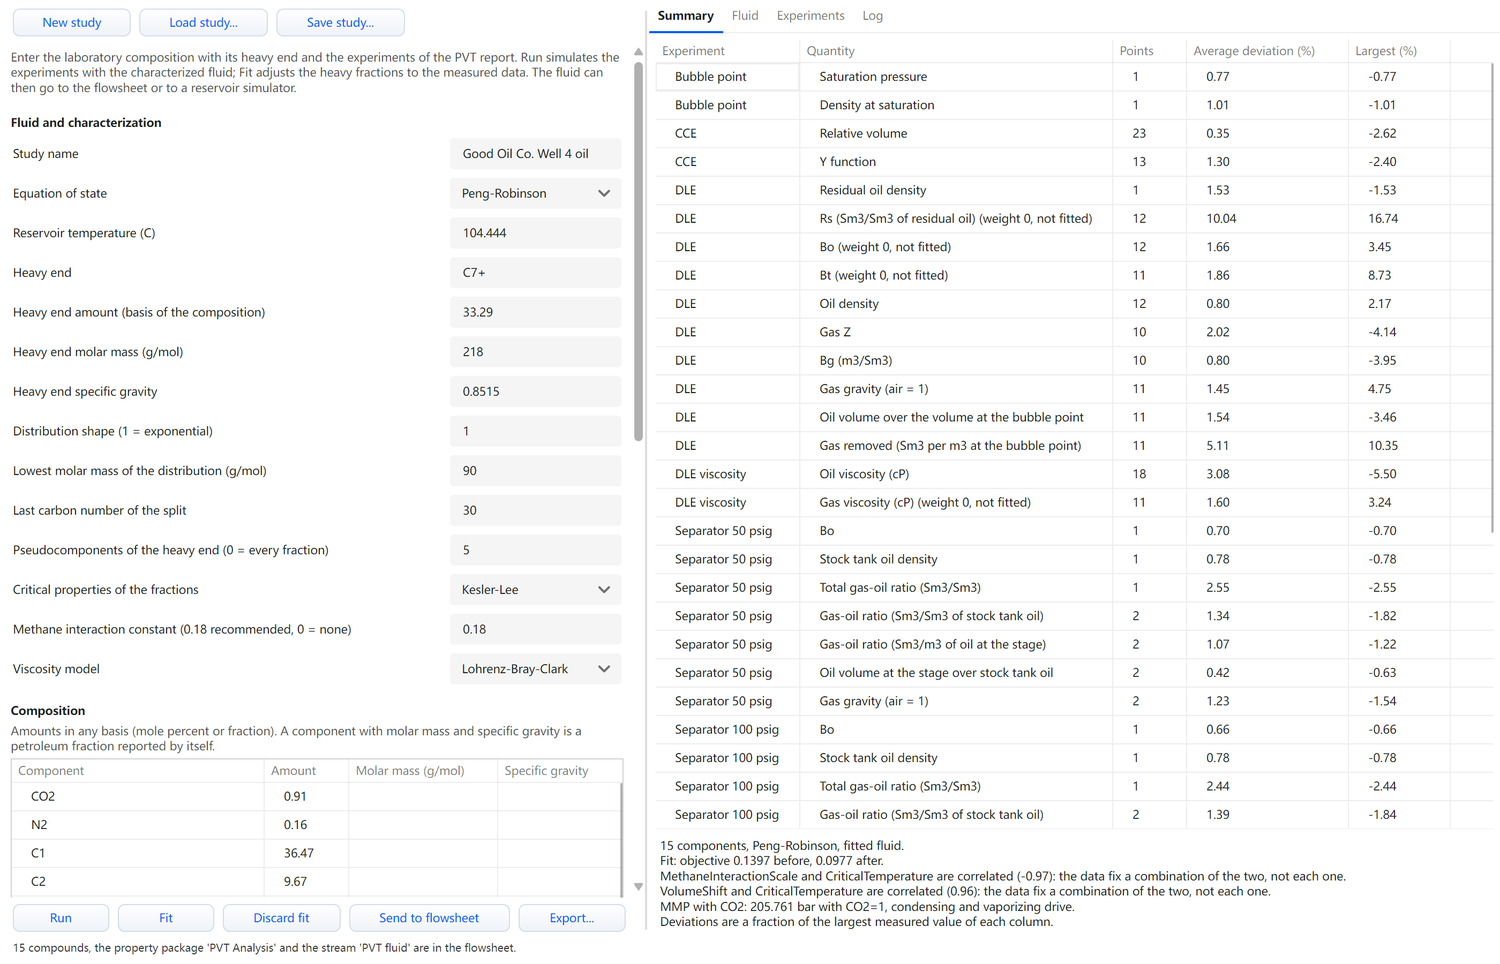 New study Load study... Save study...
Enter the laboratory composition with its heavy end and the experiments of the PVT report. Run simulates the
experiments with the characterized fluid; Fit adjusts the heavy fractions to the measured data. The fluid can
then go to the flowsheet or to a reservoir simulator.
Fluid and characterization
Study name Good Oil Co. Well 4 oil
Equation of state Peng-Robinson
Reservoir temperature (C) 104.444
Heavy end C7+
Heavy end amount (basis of the composition) 33.29
Heavy end molar mass (g/mol) 218
Heavy end specific gravity 0.8515
Distribution shape (1 = exponential) 1
Lowest molar mass of the distribution (g/mol) 90
Last carbon number of the split 30
Pseudocomponents of the heavy end (0 = every fraction) 5
Critical properties of the fractions Kesler-Lee
Methane interaction constant (0.18 recommended, 0 = none) 0.18
Viscosity model Lohrenz-Bray-Clark
Composition
Amounts in any basis (mole percent or fraction). A component with molar mass and specific gravity is a
petroleum fraction reported by itself.
Component Amount Molar mass (g/mol) Specific gravity
CO2 0.91
N2 0.16
C1 36.47
C2 9.67
Run Fit Discard fit Send to flowsheet Export...
15 compounds, the property package 'PVT Analysis' and the stream 'PVT fluid' are in the flowsheet.
Summary Fluid Experiments Log
Experiment Quantity Points Average deviation (%) Largest (%)
Bubble point Saturation pressure 1 0.77 -0.77
Bubble point Density at saturation 1 1.01 -1.01
CCE Relative volume 23 0.35 -2.62
CCE Y function 13 1.30 -2.40
DLE Residual oil density 1 1.53 -1.53
DLE Rs (Sm3/Sm3 of residual oil) (weight 0, not fitted) 12 10.04 16.74
DLE Bo (weight 0, not fitted) 12 1.66 3.45
DLE Bt (weight 0, not fitted) 11 1.86 8.73
DLE Oil density 12 0.80 2.17
DLE Gas Z 10 2.02 -4.14
DLE Bg (m3/Sm3) 10 0.80 -3.95
DLE Gas gravity (air = 1) 11 1.45 4.75
DLE Oil volume over the volume at the bubble point 11 1.54 -3.46
DLE Gas removed (Sm3 per m3 at the bubble point) 11 5.11 10.35
DLE viscosity Oil viscosity (cP) 18 3.08 -5.50
DLE viscosity Gas viscosity (cP) (weight 0, not fitted) 11 1.60 3.24
Separator 50 psig Bo 1 0.70 -0.70
Separator 50 psig Stock tank oil density 1 0.78 -0.78
Separator 50 psig Total gas-oil ratio (Sm3/Sm3) 1 2.55 -2.55
Separator 50 psig Gas-oil ratio (Sm3/Sm3 of stock tank oil) 2 1.34 -1.82
Separator 50 psig Gas-oil ratio (Sm3/m3 of oil at the stage) 2 1.07 -1.22
Separator 50 psig Oil volume at the stage over stock tank oil 2 0.42 -0.63
Separator 50 psig Gas gravity (air = 1) 2 1.23 -1.54
Separator 100 psig Bo 1 0.66 -0.66
Separator 100 psig Stock tank oil density 1 0.78 -0.78
Separator 100 psig Total gas-oil ratio (Sm3/Sm3) 1 2.44 -2.44
Separator 100 psig Gas-oil ratio (Sm3/Sm3 of stock tank oil) 2 1.39 -1.84
15 components, Peng-Robinson, fitted fluid.
Fit: objective 0.1397 before, 0.0977 after.
MethaneInteractionScale and CriticalTemperature are correlated (-0.97): the data fix a combination of the two, not each one.
VolumeShift and CriticalTemperature are correlated (0.96): the data fix a combination of the two, not each one.
MMP with CO2: 205.761 bar with CO2=1, condensing and vaporizing drive.
Deviations are a fraction of the largest measured value of each column.